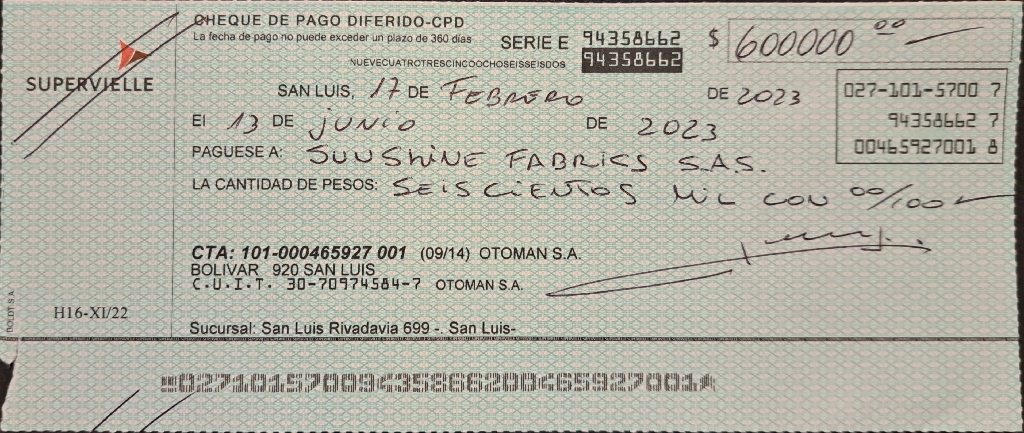 CHEQUE DE PAGO DIFERIDO-CPD
La fecha de pago no puede exceder un plazo de 360 días
SERIE E 94358662
94358662
$ 600000 00
NUEVECUATROTRESCINCOOCHOSEISSEISDOS
SUPERVIELLE
SAN LUIS, 17 DE FEBRERO DE 2023
027-101-5700 7
94358662 7
00465927001 8
El 13 DE JUNIO DE 2023
PAGUESE A: SUNSHINE FABRICS S.A.S.
LA CANTIDAD DE PESOS: SEISCIENTOS MIL CON 00/100
CTA: 101-000465927 001 (09/14) OTOMAN S.A.
BOLIVAR 920 SAN LUIS
C.U.I.T. 30-70974584-7 OTOMAN S.A.
BOLDT S.A.
H16-XI/22
Sucursal: San Luis Rivadavia 699 -. San Luis-
02710157009435866200465927001